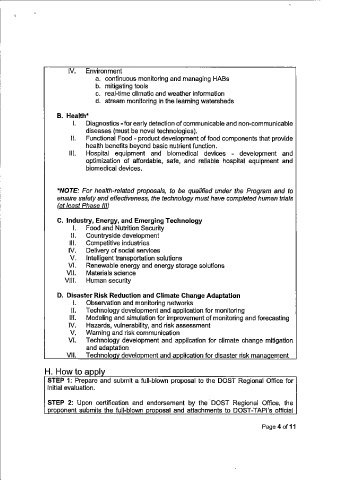 IV. Environment
a. continuous monitoring and managing HABs
b. mitigating tools
c. real-time climatic and weather information
d. stream monitoring in the learning watersheds
B. Health*
I. Diagnostics - for early detection of communicable and non-communicable
diseases (must be novel technologies).
II. Functional Food - product development of food components that provide
health benefits beyond basic nutrient function.
III. Hospital equipment and biomedical devices - development and
optimization of affordable, safe, and reliable hospital equipment and
biomedical devices.
*NOTE: For health-related proposals, to be qualified under the Program and to
ensure safety and effectiveness, the technology must have completed human trials
(at least Phase III)
C. Industry, Energy, and Emerging Technology
I. Food and Nutrition Security
II. Countryside development
III. Competitive industries
IV. Delivery of social services
V. Intelligent transportation solutions
VI. Renewable energy and energy storage solutions
VII. Materials science
VIII. Human security
D. Disaster Risk Reduction and Climate Change Adaptation
I. Observation and monitoring networks
II. Technology development and application for monitoring
III. Modeling and simulation for improvement of monitoring and forecasting
IV. Hazards, vulnerability, and risk assessment
V. Warning and risk communication
VI. Technology development and application for climate change mitigation
and adaptation
VII. Technology development and application for disaster risk management
H. How to apply
STEP 1: Prepare and submit a full-blown proposal to the DOST Regional Office for
initial evaluation.
STEP 2: Upon certification and endorsement by the DOST Regional Office, the
proponent submits the full-blown proposal and attachments to DOST-TAPI's official
Page 4 of 11